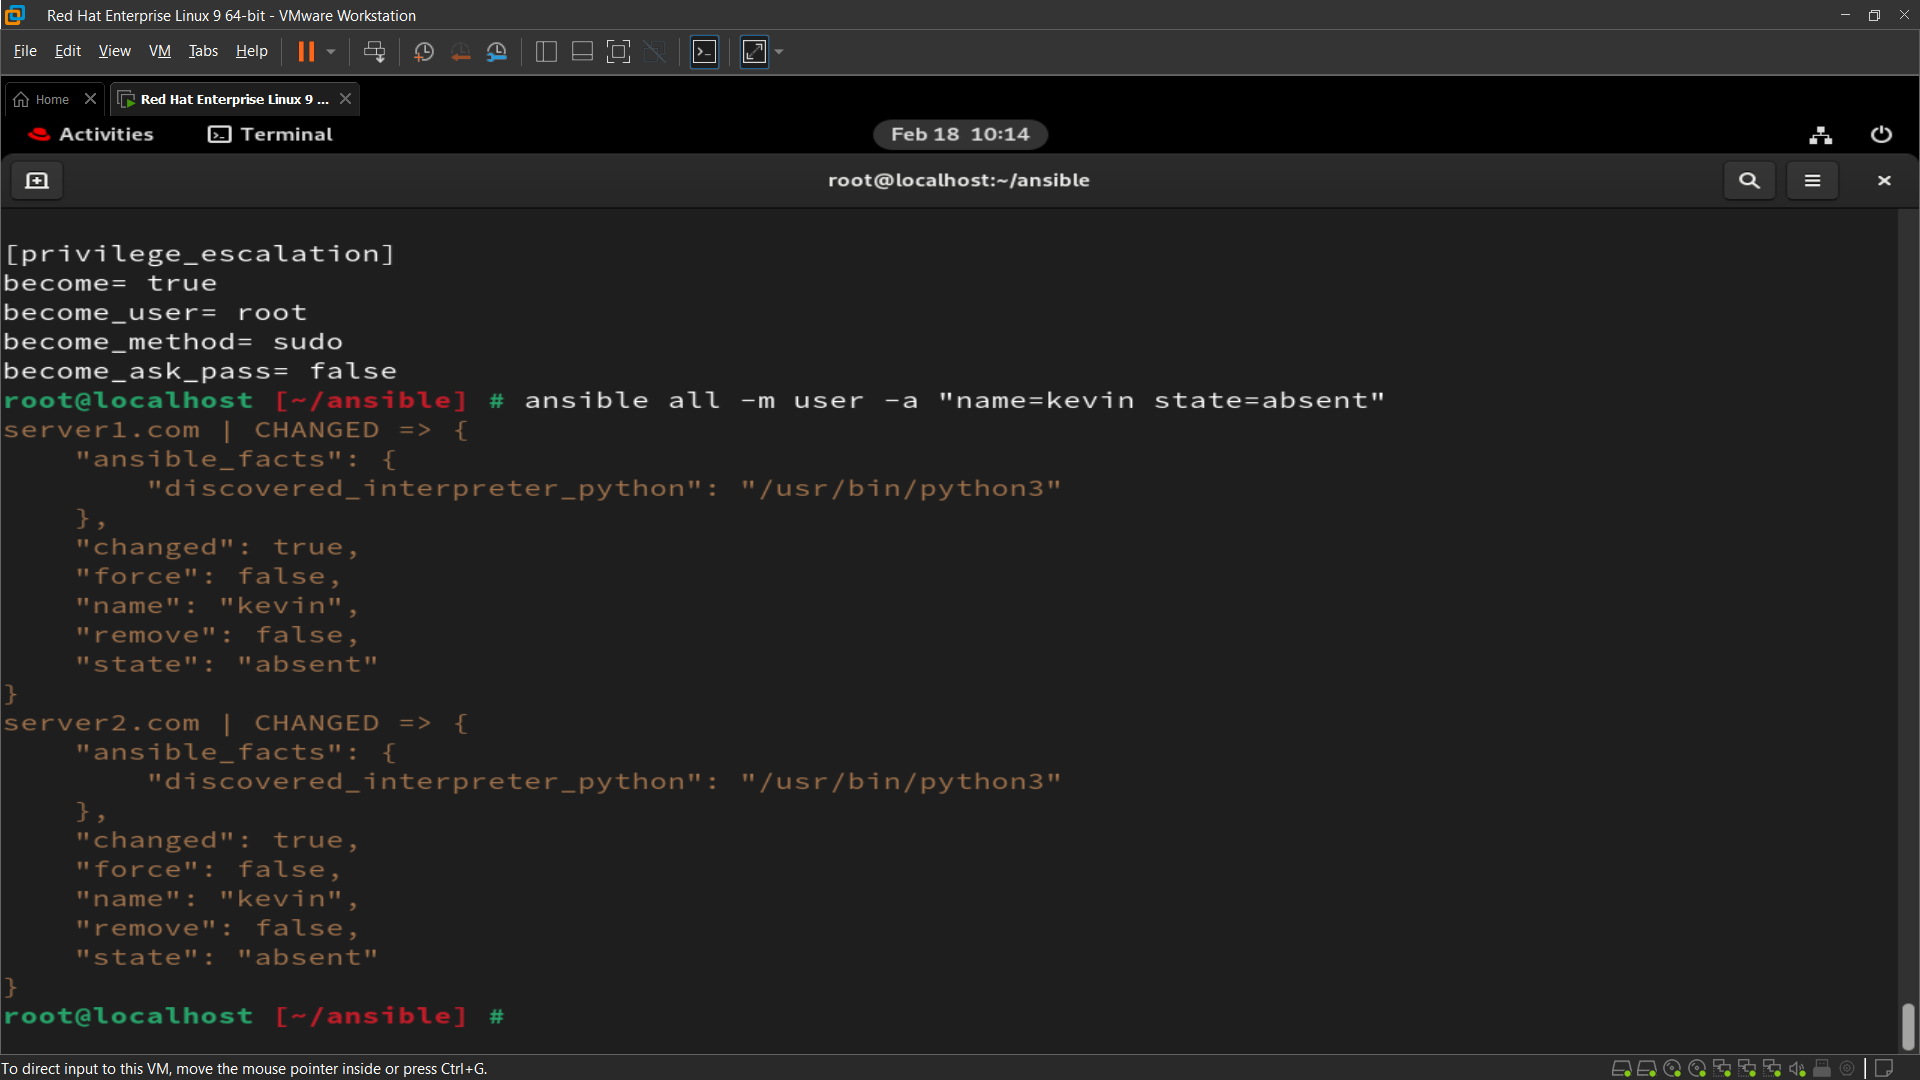 Red Hat Enterprise Linux 9 64-bit - VMware Workstation
File Edit View VM Tabs Help
Home Red Hat Enterprise Linux 9 ...
Activities Terminal Feb 18 10:14
root@localhost:~/ansible
[privilege_escalation]
become= true
become_user= root
become_method= sudo
become_ask_pass= false
root@localhost [~/ansible] # ansible all -m user -a "name=kevin state=absent"
server1.com | CHANGED => {
    "ansible_facts": {
        "discovered_interpreter_python": "/usr/bin/python3"
    },
    "changed": true,
    "force": false,
    "name": "kevin",
    "remove": false,
    "state": "absent"
}
server2.com | CHANGED => {
    "ansible_facts": {
        "discovered_interpreter_python": "/usr/bin/python3"
    },
    "changed": true,
    "force": false,
    "name": "kevin",
    "remove": false,
    "state": "absent"
}
root@localhost [~/ansible] #
To direct input to this VM, move the mouse pointer inside or press Ctrl+G.